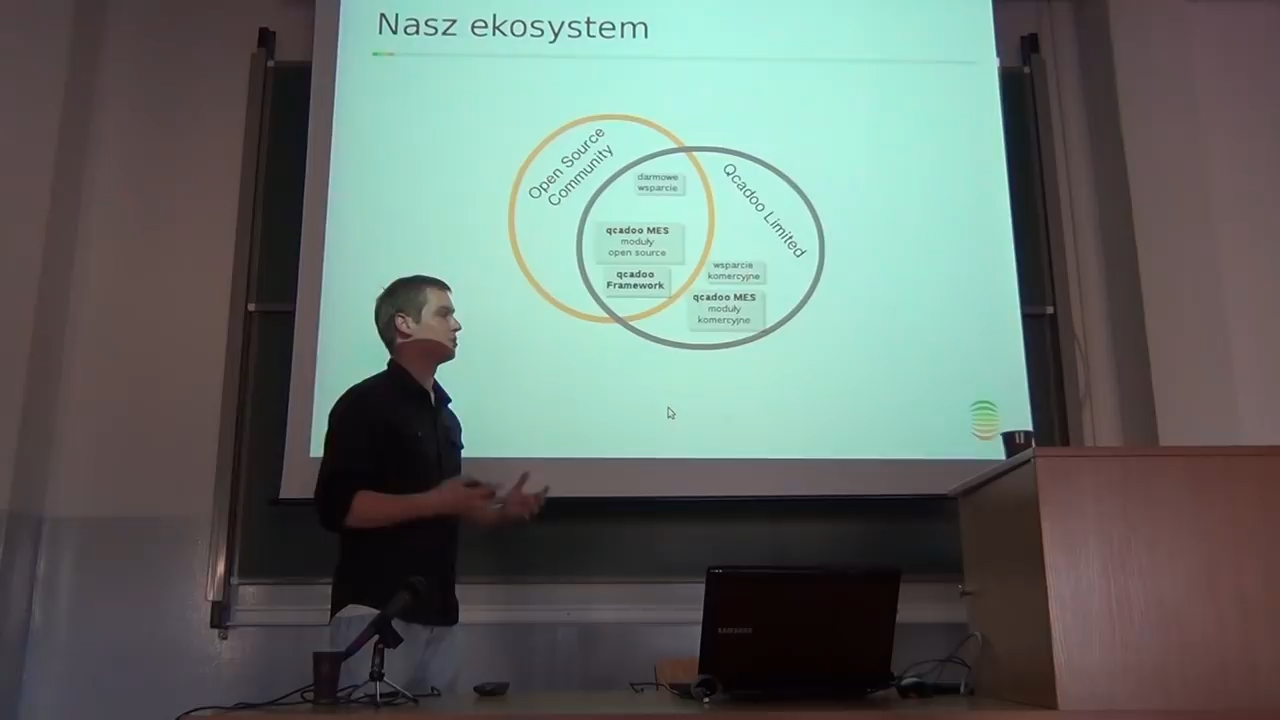 Nasz ekosystem
Open Source
Community
Qcadoo Limited
darmowe
wsparcie
qcadoo MES
moduły
open source
qcadoo
Framework
wsparcie
komercyjne
qcadoo MES
moduły
komercyjne
SAMSUNG